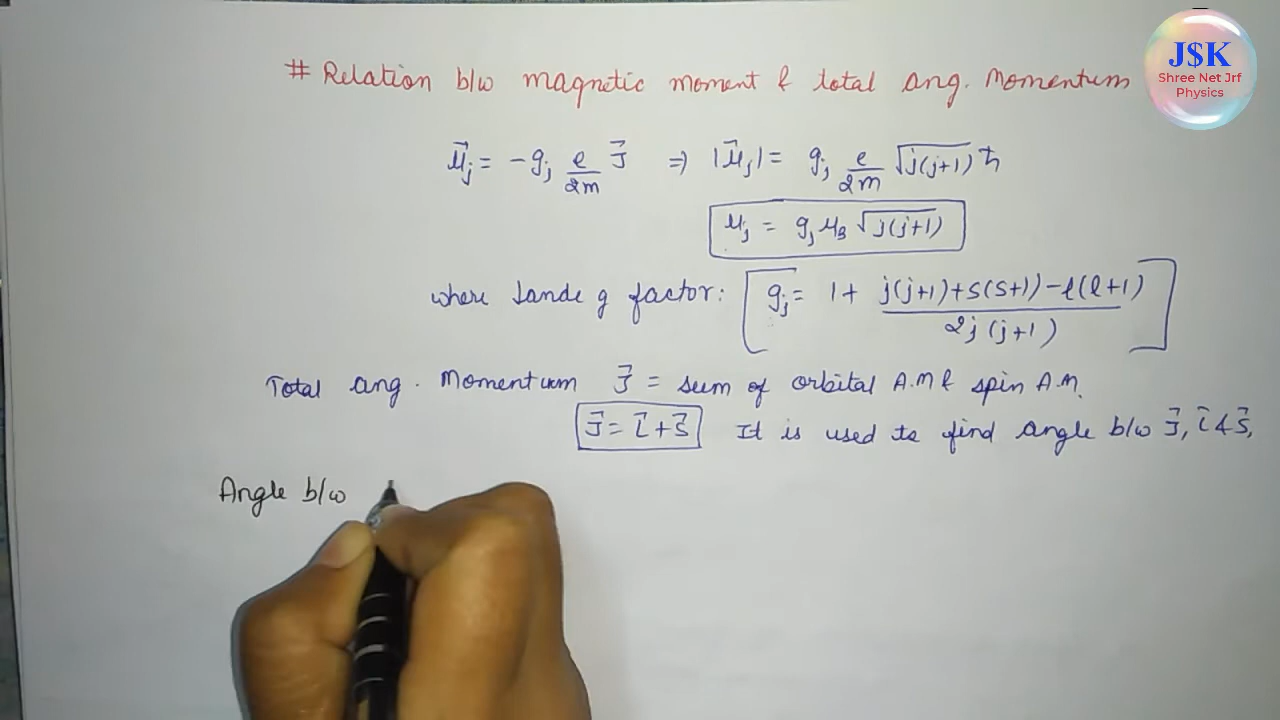 JSK
Shree Net Jrf
Physics
# Relation b/w magnetic moment & total ang. Momentum
μ⃗j = -gj e/2m J⃗ ⇒ |μ⃗j| = gj e/2m √j(j+1) ħ
μj = gj μB √j(j+1)
where Lande g factor: [gj = 1 + j(j+1)+s(s+1)-l(l+1) / 2j(j+1)]
Total ang. Momentum J⃗ = sum of orbital A.M & spin A.M.
J⃗ = L⃗ + S⃗ It is used to find angle b/w J⃗, L⃗ & S⃗,
Angle b/w